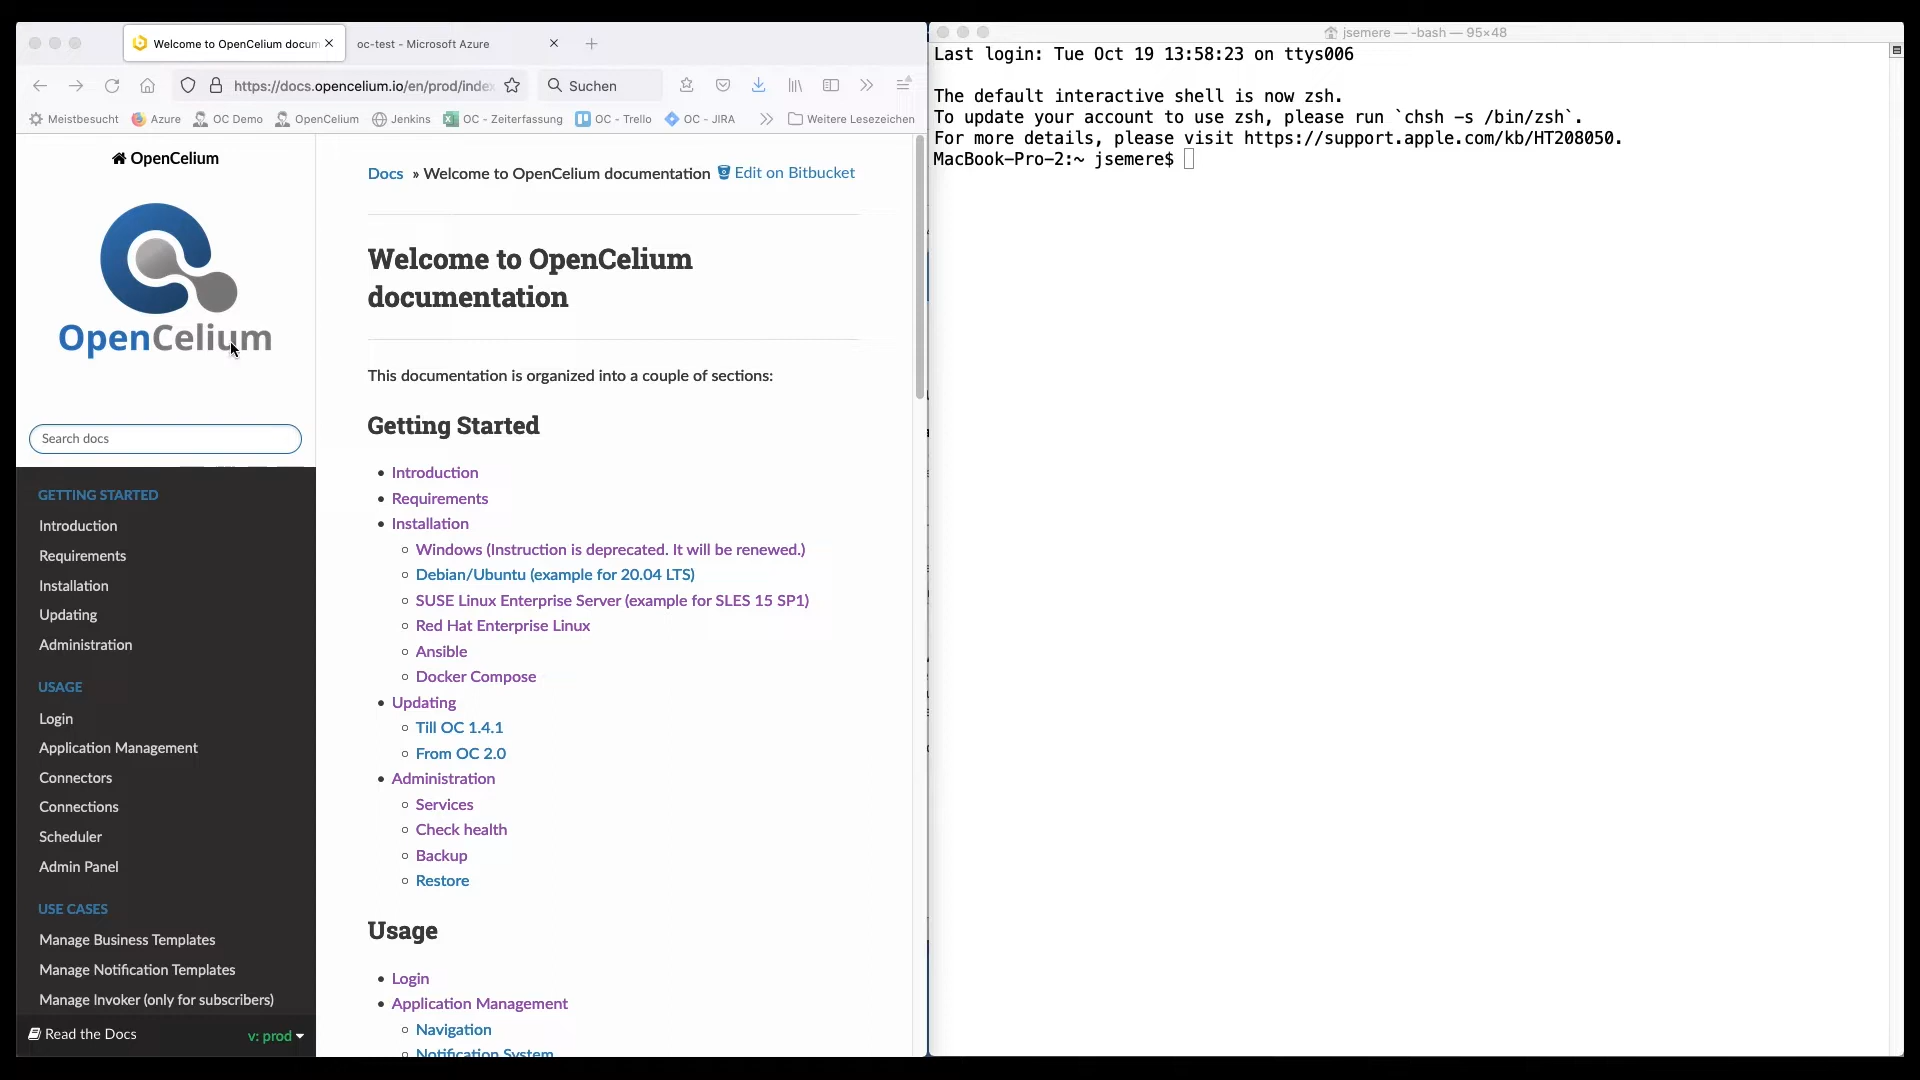 Welcome to OpenCelium docum
oc-test - Microsoft Azure
https://docs.opencelium.io/en/prod/inde
Suchen
Meistbesucht
Azure
OC Demo
OpenCelium
Jenkins
OC - Zeiterfassung
OC - Trello
OC - JIRA
Weitere Lesezeichen
OpenCelium
OpenCelium
Search docs
GETTING STARTED
Introduction
Requirements
Installation
Updating
Administration
USAGE
Login
Application Management
Connectors
Connections
Scheduler
Admin Panel
USE CASES
Manage Business Templates
Manage Notification Templates
Manage Invoker (only for subscribers)
Read the Docs
v: prod
Docs » Welcome to OpenCelium documentation
Edit on Bitbucket
Welcome to OpenCelium
documentation
This documentation is organized into a couple of sections:
Getting Started
• Introduction
• Requirements
• Installation
○ Windows (Instruction is deprecated. It will be renewed.)
○ Debian/Ubuntu (example for 20.04 LTS)
○ SUSE Linux Enterprise Server (example for SLES 15 SP1)
○ Red Hat Enterprise Linux
○ Ansible
○ Docker Compose
• Updating
○ Till OC 1.4.1
○ From OC 2.0
• Administration
○ Services
○ Check health
○ Backup
○ Restore
Usage
• Login
• Application Management
○ Navigation
○ Notification System
jsemere — -bash — 95×48
Last login: Tue Oct 19 13:58:23 on ttys006
The default interactive shell is now zsh.
To update your account to use zsh, please run `chsh -s /bin/zsh`.
For more details, please visit https://support.apple.com/kb/HT208050.
MacBook-Pro-2:~ jsemere$